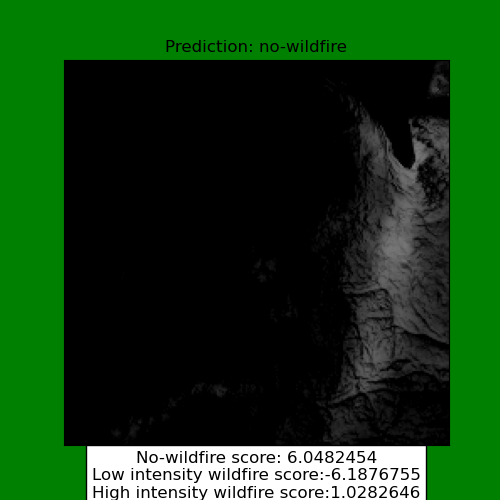 Prediction: no-wildfire
No-wildfire score: 6.0482454
Low intensity wildfire score:-6.1876755
High intensity wildfire score:1.0282646